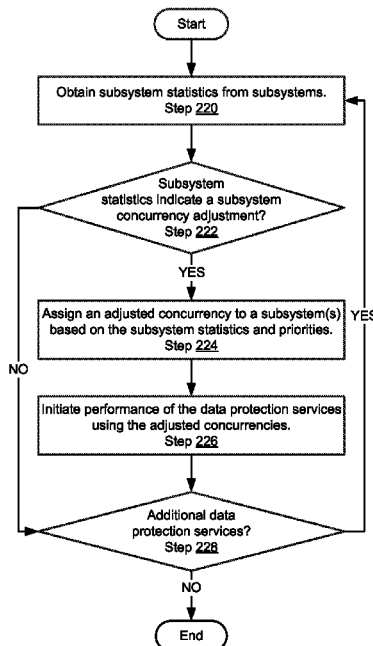 Start
Obtain subsystem statistics from subsystems.
Step 220
Subsystem
statistics indicate a subsystem
concurrency adjustment?
Step 222
YES
Assign an adjusted concurrency to a subsystem(s)
based on the subsystem statistics and priorities.
Step 224
YES
NO
Initiate performance of the data protection services
using the adjusted concurrencies.
Step 226
Additional data
protection services?
Step 228
NO
End